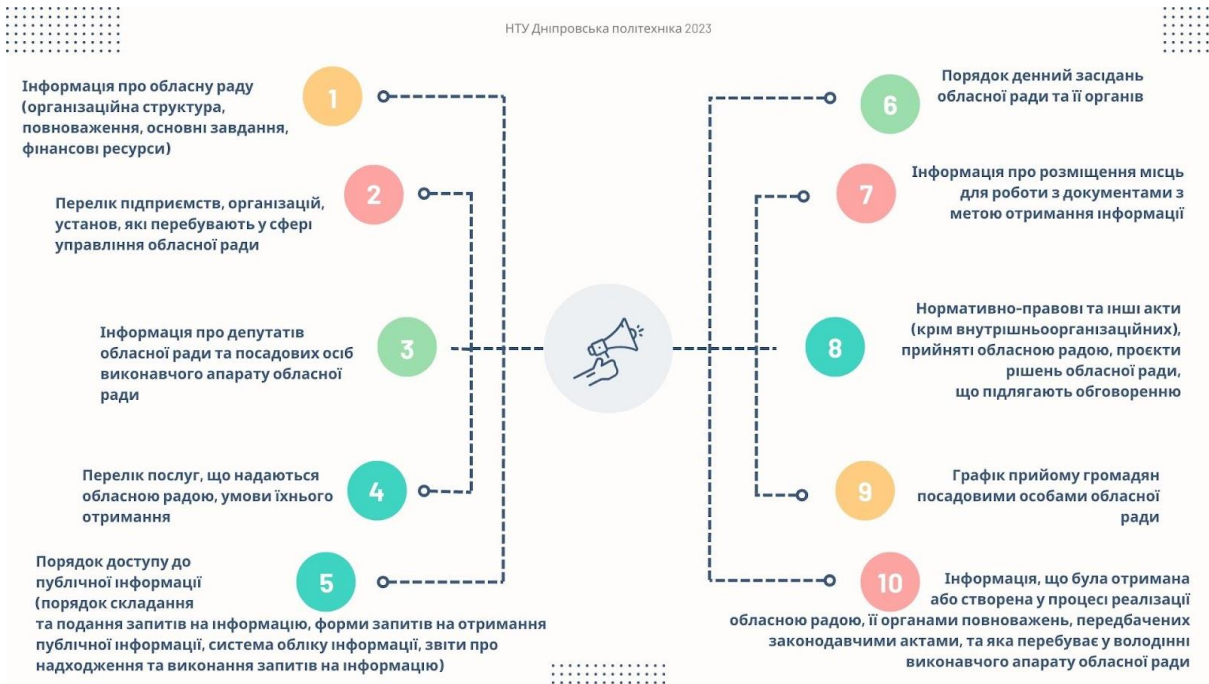 НТУ Дніпровська політехніка 2023
1
Інформація про обласну раду
(організаційна структура,
повноваження, основні завдання,
фінансові ресурси)
2
Перелік підприємств, організацій,
установ, які перебувають у сфері
управління обласної ради
3
Інформація про депутатів
обласної ради та посадових осіб
виконавчого апарату обласної
ради
4
Перелік послуг, що надаються
обласною радою, умови їхнього
отримання
5
Порядок доступу до
публічної інформації
(порядок складання
та подання запитів на інформацію, форми запитів на отримання
публічної інформації, система обліку інформації, звіти про
надходження та виконання запитів на інформацію)
6
Порядок денний засідань
обласної ради та її органів
7
Інформація про розміщення місць
для роботи з документами з
метою отримання інформації
8
Нормативно-правові та інші акти
(крім внутрішньоорганізаційних),
прийняті обласною радою, проєкти
рішень обласної ради,
що підлягають обговоренню
9
Графік прийому громадян
посадовими особами обласної
ради
10
Інформація, що була отримана
або створена у процесі реалізації
обласною радою, її органами повноважень, передбачених
законодавчими актами, та яка перебуває у володінні
виконавчого апарату обласної ради